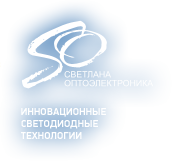 СВЕТЛАНА
ОПТОЭЛЕКТРОНИКА
ИННОВАЦИОННЫЕ
СВЕТОДИОДНЫЕ
ТЕХНОЛОГИИ